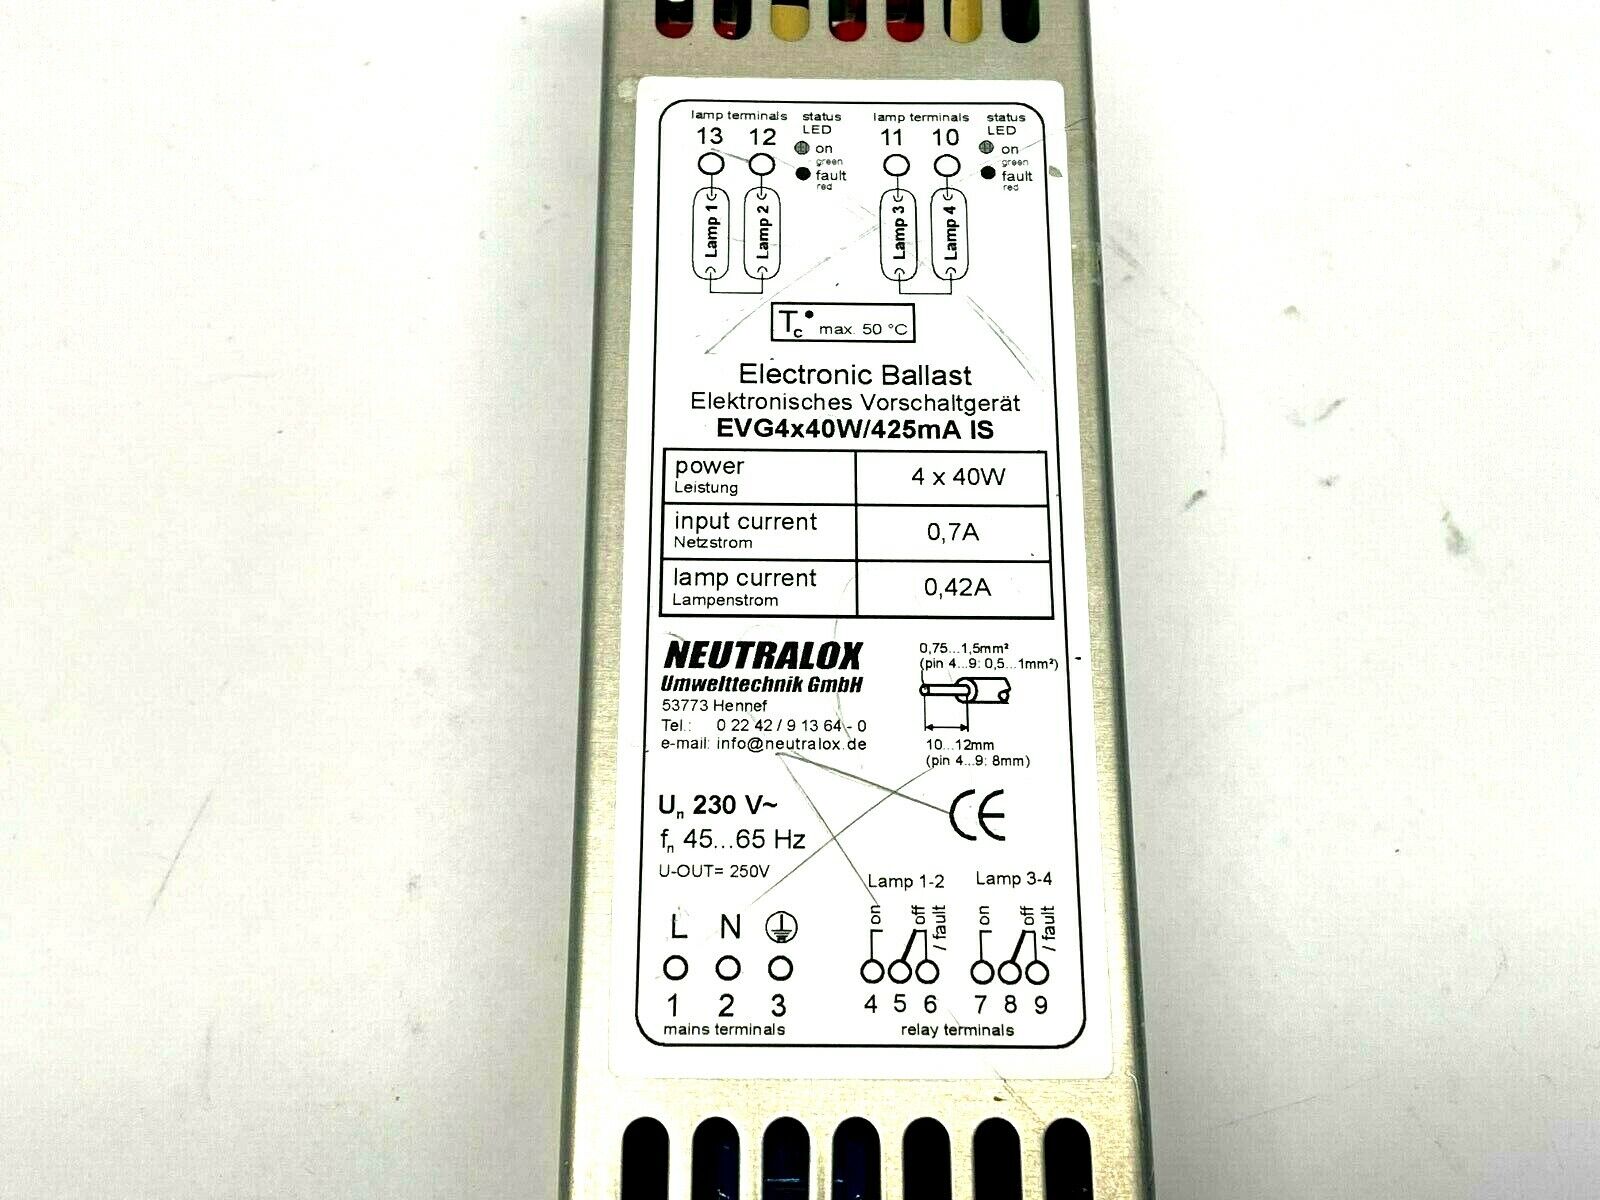 lamp terminals status LED lamp terminals status LED
13 12 on green 11 10 on green
fault red fault red
Lamp 1 Lamp 2 Lamp 3 Lamp 4
Tc• max. 50 °C
Electronic Ballast
Elektronisches Vorschaltgerät
EVG4x40W/425mA IS
power 4 x 40W
Leistung
input current 0,7A
Netzstrom
lamp current 0,42A
Lampenstrom
NEUTRALOX
Umwelttechnik GmbH
53773 Hennef
Tel.: 0 22 42 / 9 13 64 - 0
e-mail: info@neutralox.de
0,75...1,5mm²
(pin 4...9: 0,5...1mm²)
10...12mm
(pin 4...9: 8mm)
CE
Un 230 V~
fn 45...65 Hz
U-OUT= 250V
Lamp 1-2 Lamp 3-4
L N on off / fault on off / fault
1 2 3 4 5 6 7 8 9
mains terminals relay terminals